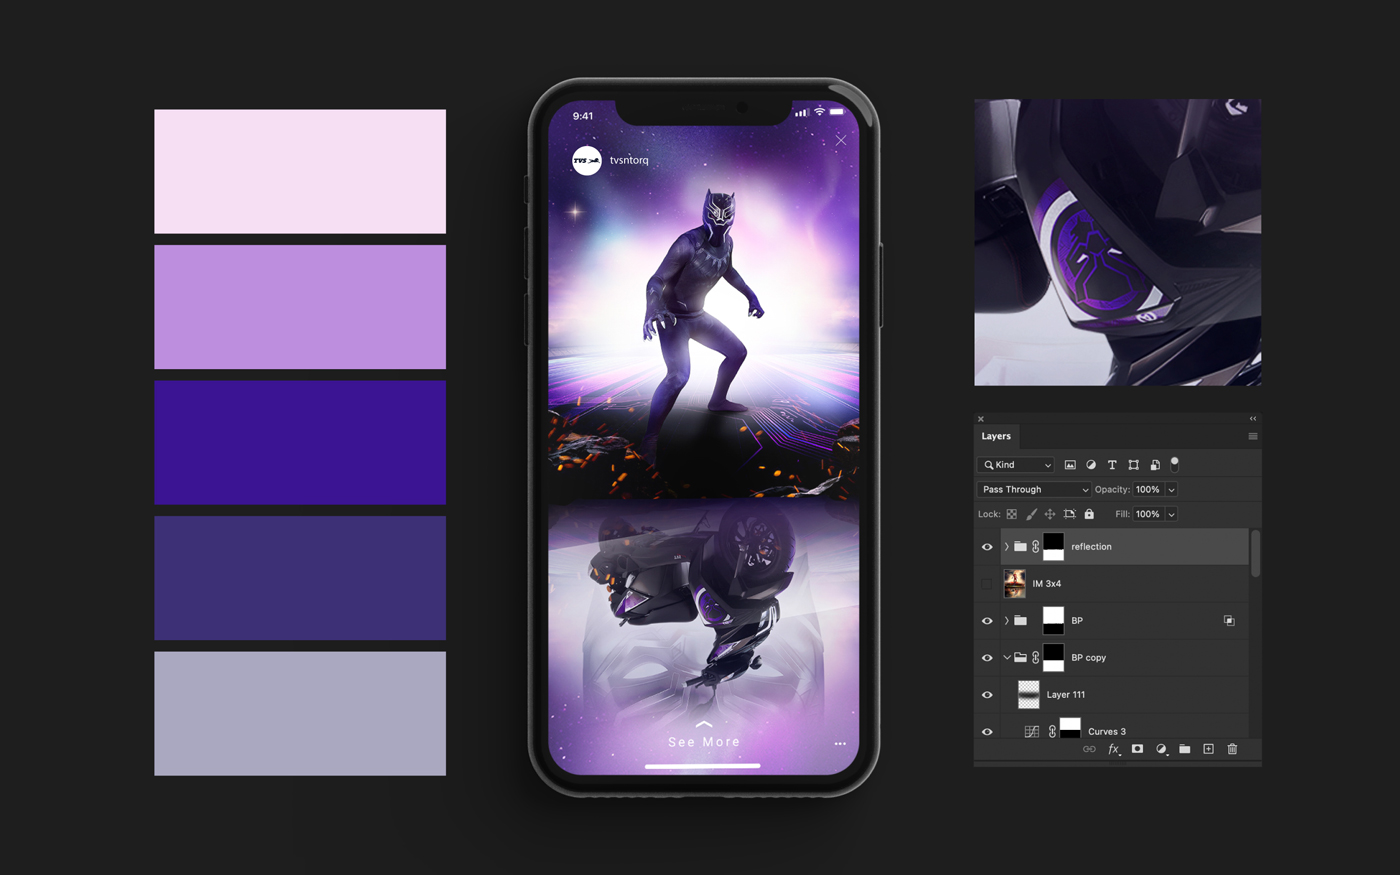 9:41
TVS
tvsntorq
See More
Layers
Kind
Pass Through
Opacity: 100%
Lock:
Fill: 100%
reflection
IM 3x4
BP
BP copy
Layer 111
Curves 3
fx